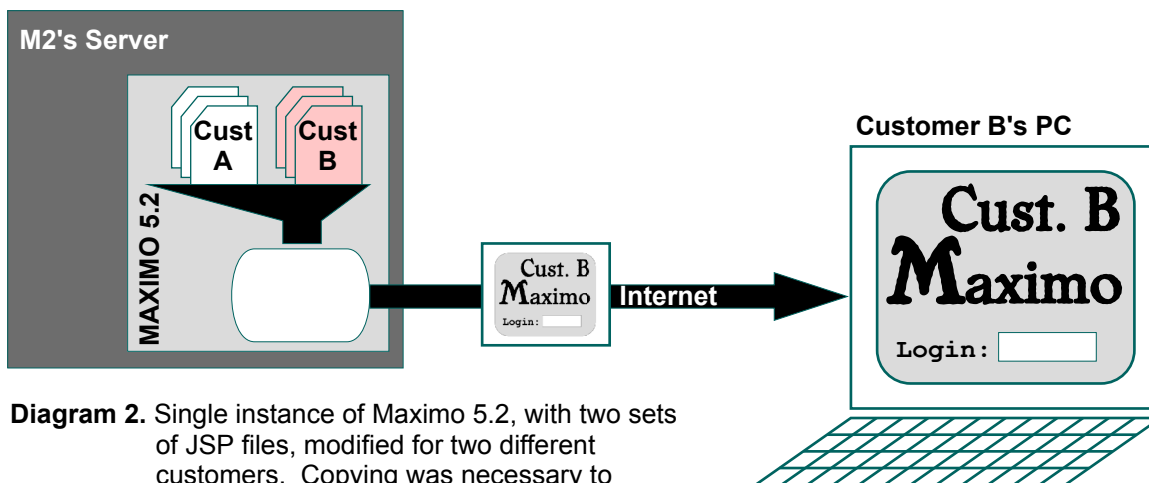 M2's Server
Cust
A
Cust
B
MAXIMO 5.2
Customer B's PC
Cust. B
Maximo
Login:
Internet
Cust. B
Maximo
Login:
Diagram 2. Single instance of Maximo 5.2, with two sets
of JSP files, modified for two different
customers. Copying was necessary to